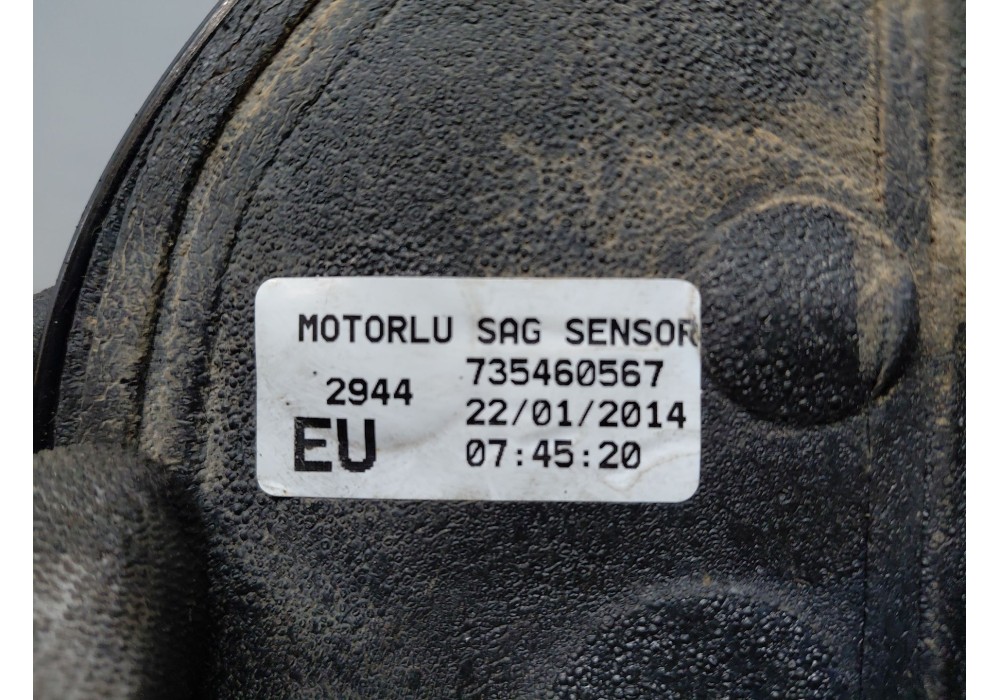 MOTORLU SAG SENSOR
735460567
2944
22/01/2014
EU
07:45:20